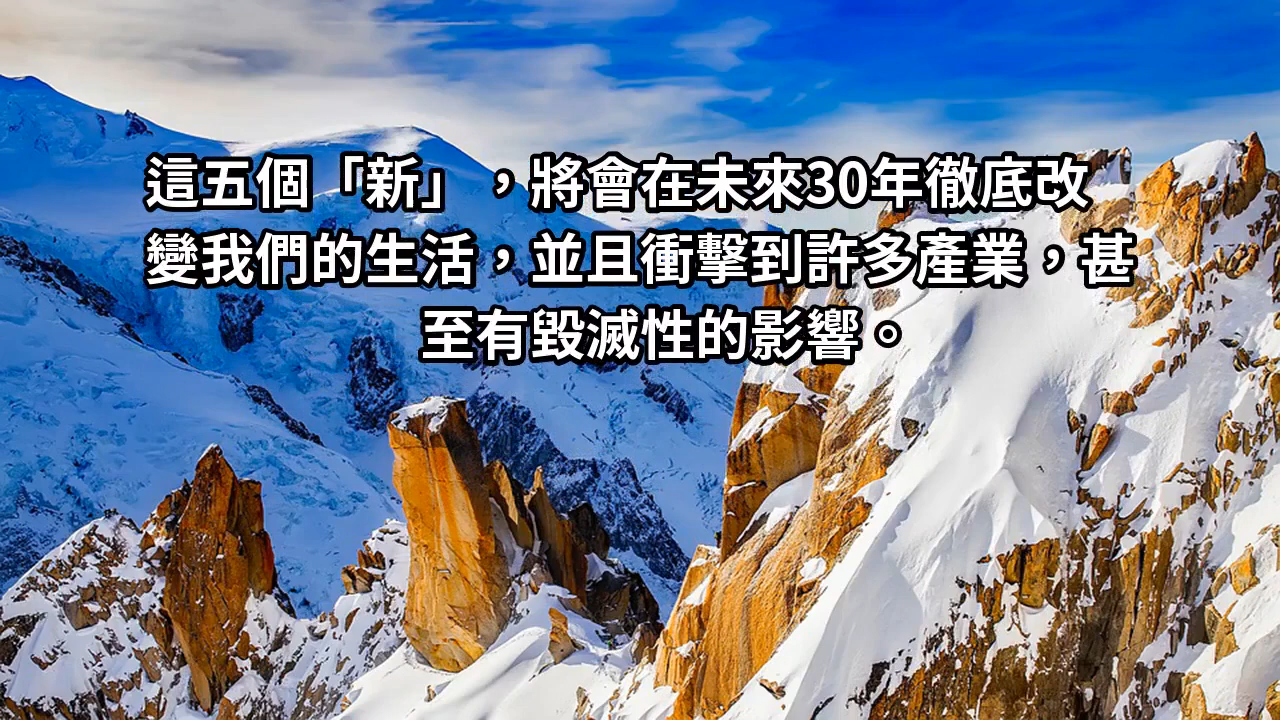 這五個「新」，將會在未來30年徹底改
變我們的生活，並且衝擊到許多產業，甚
至有毀滅性的影響。